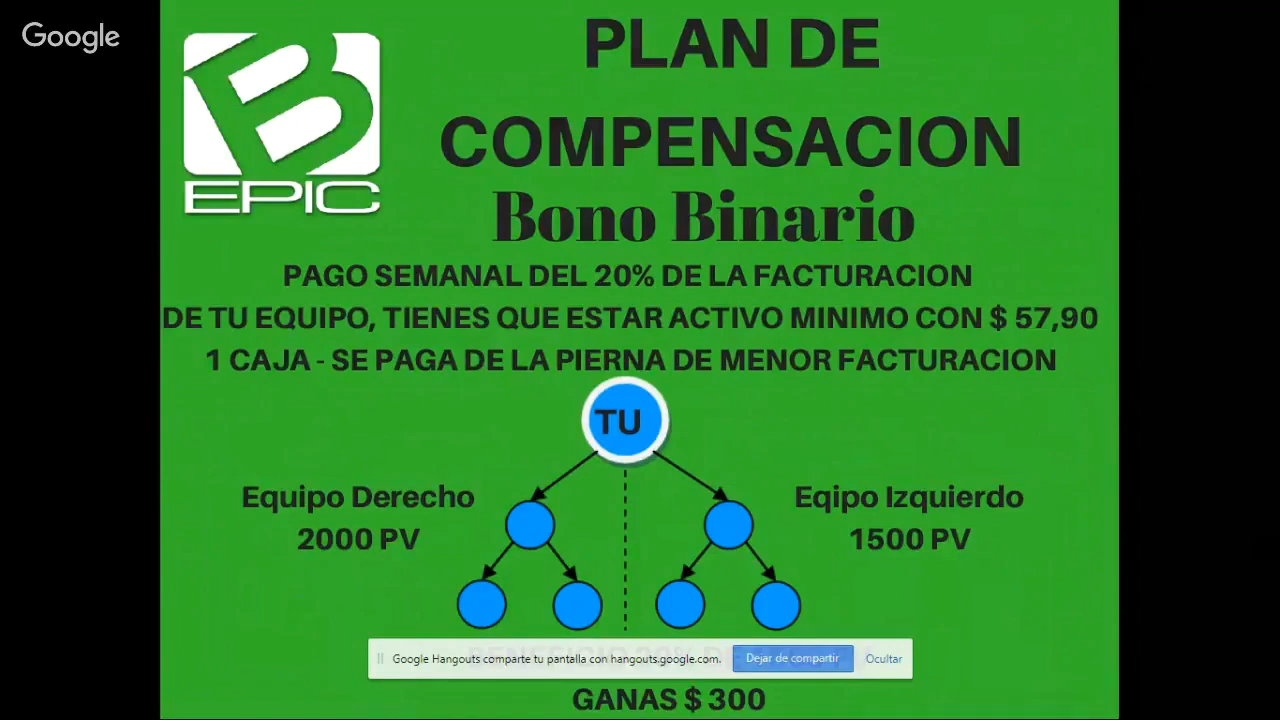 Google
B
EPIC
PLAN DE
COMPENSACION
Bono Binario
PAGO SEMANAL DEL 20% DE LA FACTURACION
DE TU EQUIPO, TIENES QUE ESTAR ACTIVO MINIMO CON $ 57,90
1 CAJA - SE PAGA DE LA PIERNA DE MENOR FACTURACION
TU
Equipo Derecho
2000 PV
Eqipo Izquierdo
1500 PV
Google Hangouts comparte tu pantalla con hangouts.google.com.
Dejar de compartir
Ocultar
GANAS $ 300